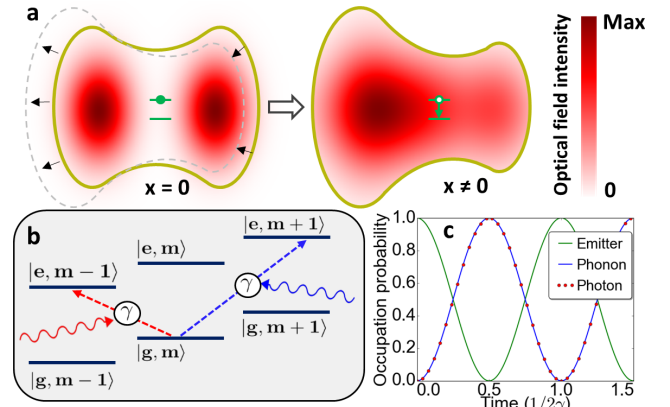 a
x = 0
x ≠ 0
Optical field intensity
Max
0
b
|e, m − 1⟩
|e, m⟩
|e, m+1⟩
γ
γ
|g, m⟩
|g, m+1⟩
|g, m−1⟩
c
Occupation probability
1.0
0.8
0.6
0.4
0.2
0.0
Emitter
Phonon
Photon
0.0
0.5
1.0
1.5
Time (1/2γ)